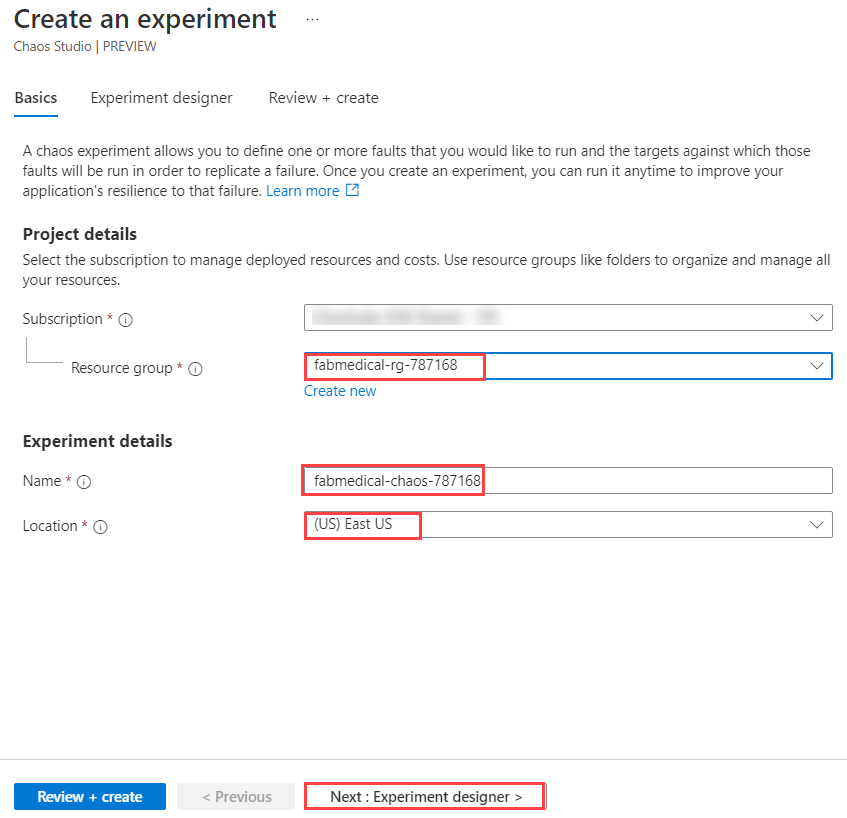 Create an experiment ...
Chaos Studio | PREVIEW
Basics Experiment designer Review + create
A chaos experiment allows you to define one or more faults that you would like to run and the targets against which those
faults will be run in order to replicate a failure. Once you create an experiment, you can run it anytime to improve your
application's resilience to that failure. Learn more
Project details
Select the subscription to manage deployed resources and costs. Use resource groups like folders to organize and manage all
your resources.
Subscription *
Resource group * fabmedical-rg-787168
Create new
Experiment details
Name * fabmedical-chaos-787168
Location * (US) East US
Review + create < Previous Next : Experiment designer >